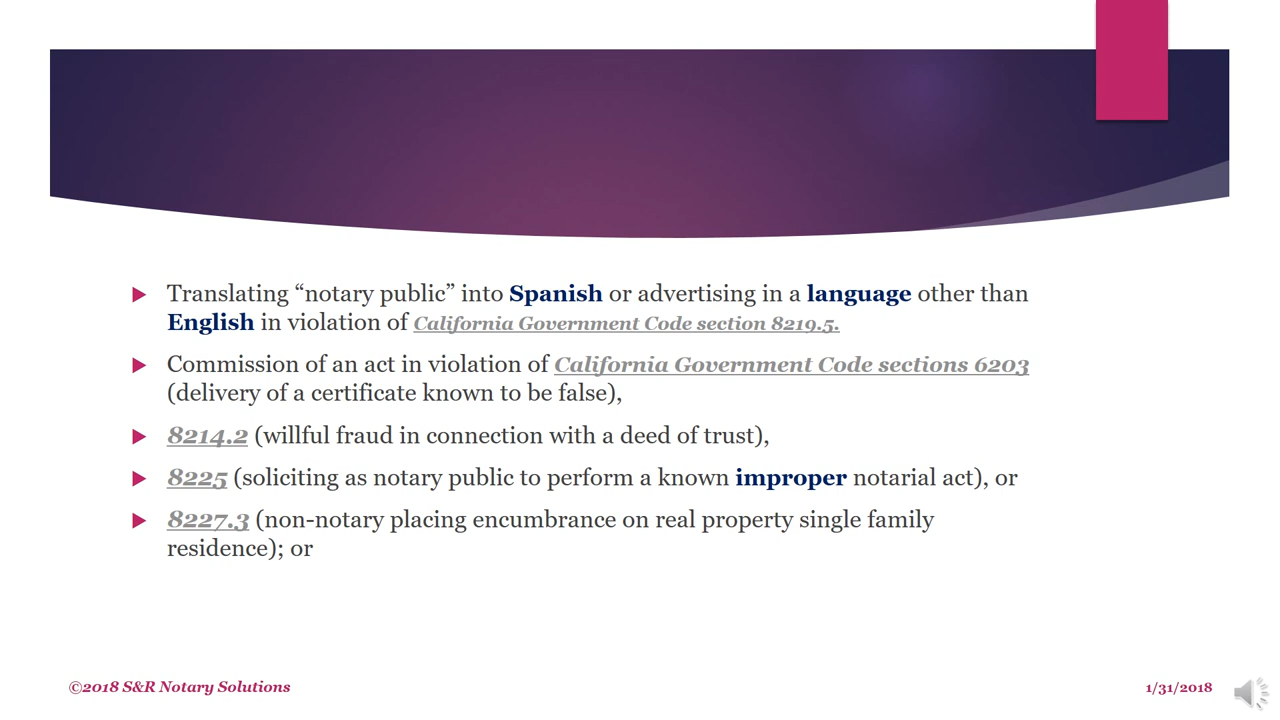 Translating “notary public” into Spanish or advertising in a language other than
English in violation of California Government Code section 8219.5.
Commission of an act in violation of California Government Code sections 6203
(delivery of a certificate known to be false),
8214.2 (willful fraud in connection with a deed of trust),
8225 (soliciting as notary public to perform a known improper notarial act), or
8227.3 (non-notary placing encumbrance on real property single family
residence); or
©2018 S&R Notary Solutions
1/31/2018